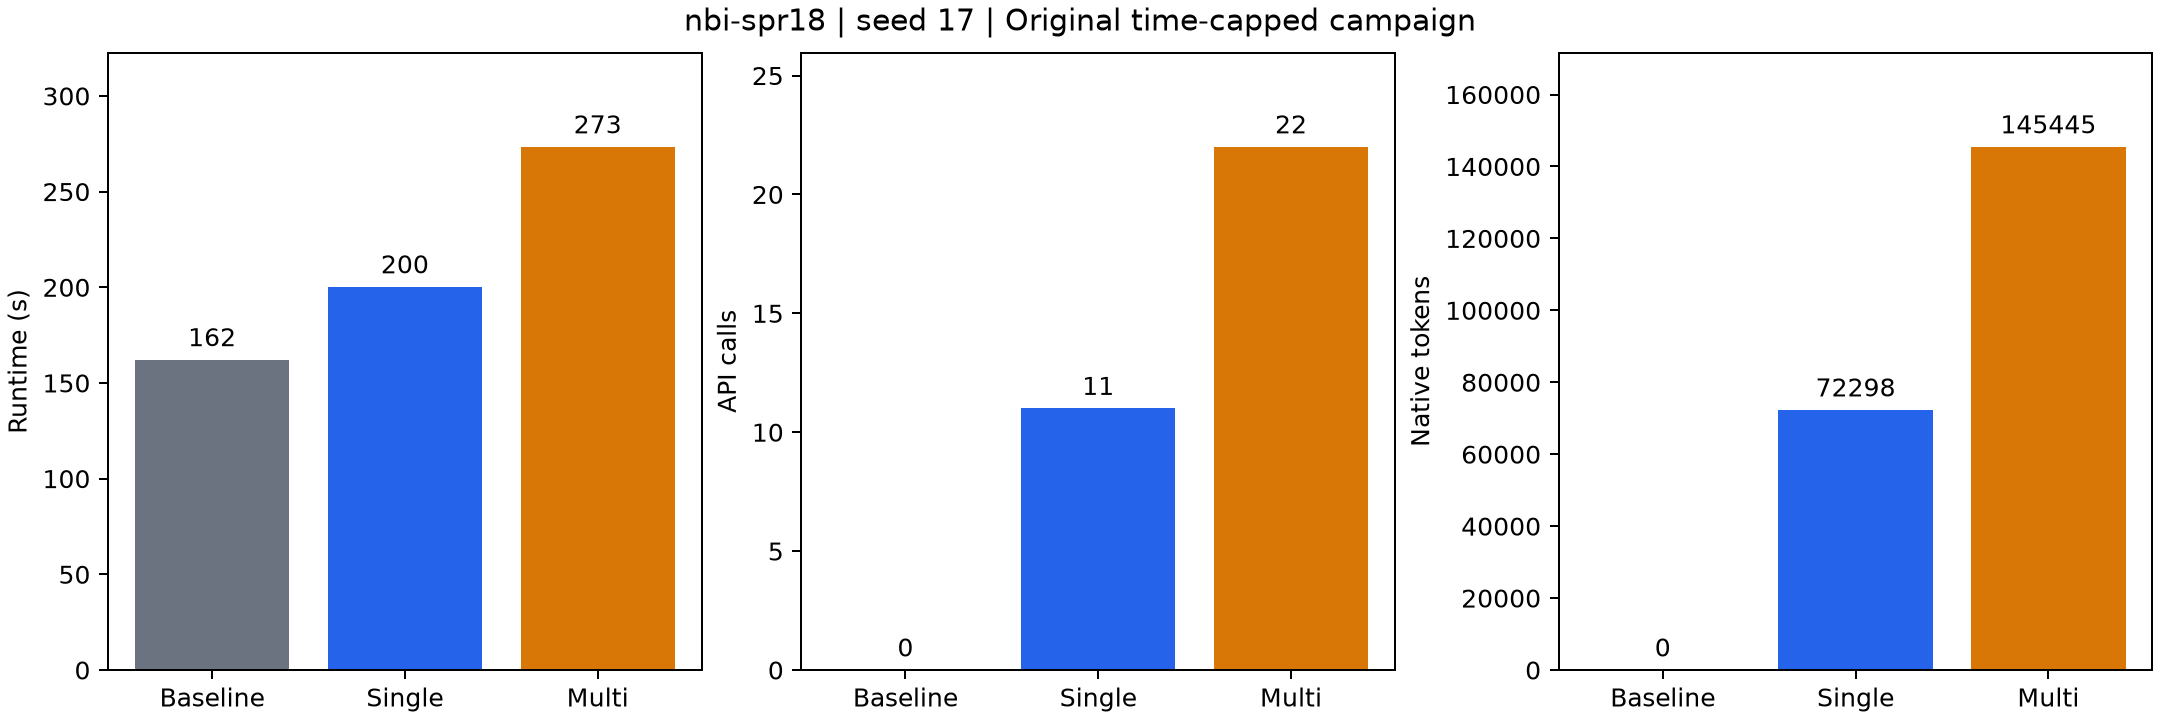 nbi-spr18 | seed 17 | Original time-capped campaign
Runtime (s)
300
250
200
150
100
50
0
162
200
273
Baseline
Single
Multi
API calls
25
20
15
10
5
0
0
11
22
Baseline
Single
Multi
Native tokens
160000
140000
120000
100000
80000
60000
40000
20000
0
0
72298
145445
Baseline
Single
Multi